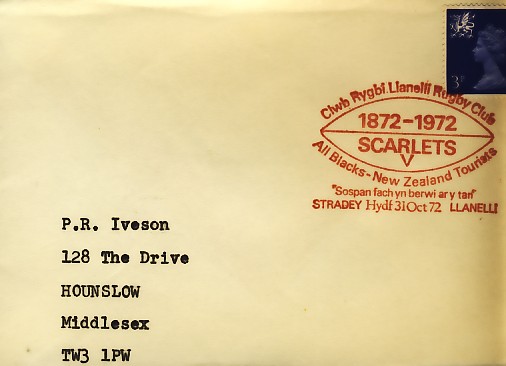 3P
Clwb Rygbi Llanelli Rugby Club
1872-1972
SCARLETS
V
All Blacks-New Zealand Tourists
"Sospan fach yn berwi ar y tan"
STRADEY Hydf 31 Oct 72 LLANELLI
P.R. Iveson
128 The Drive
HOUNSLOW
Middlesex
TW3 1PW